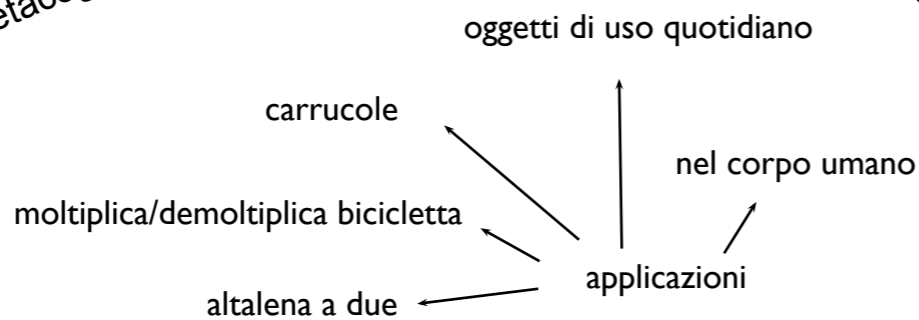 oggetti di uso quotidiano
carrucole
nel corpo umano
moltiplica/demoltiplica bicicletta
applicazioni
altalena a due